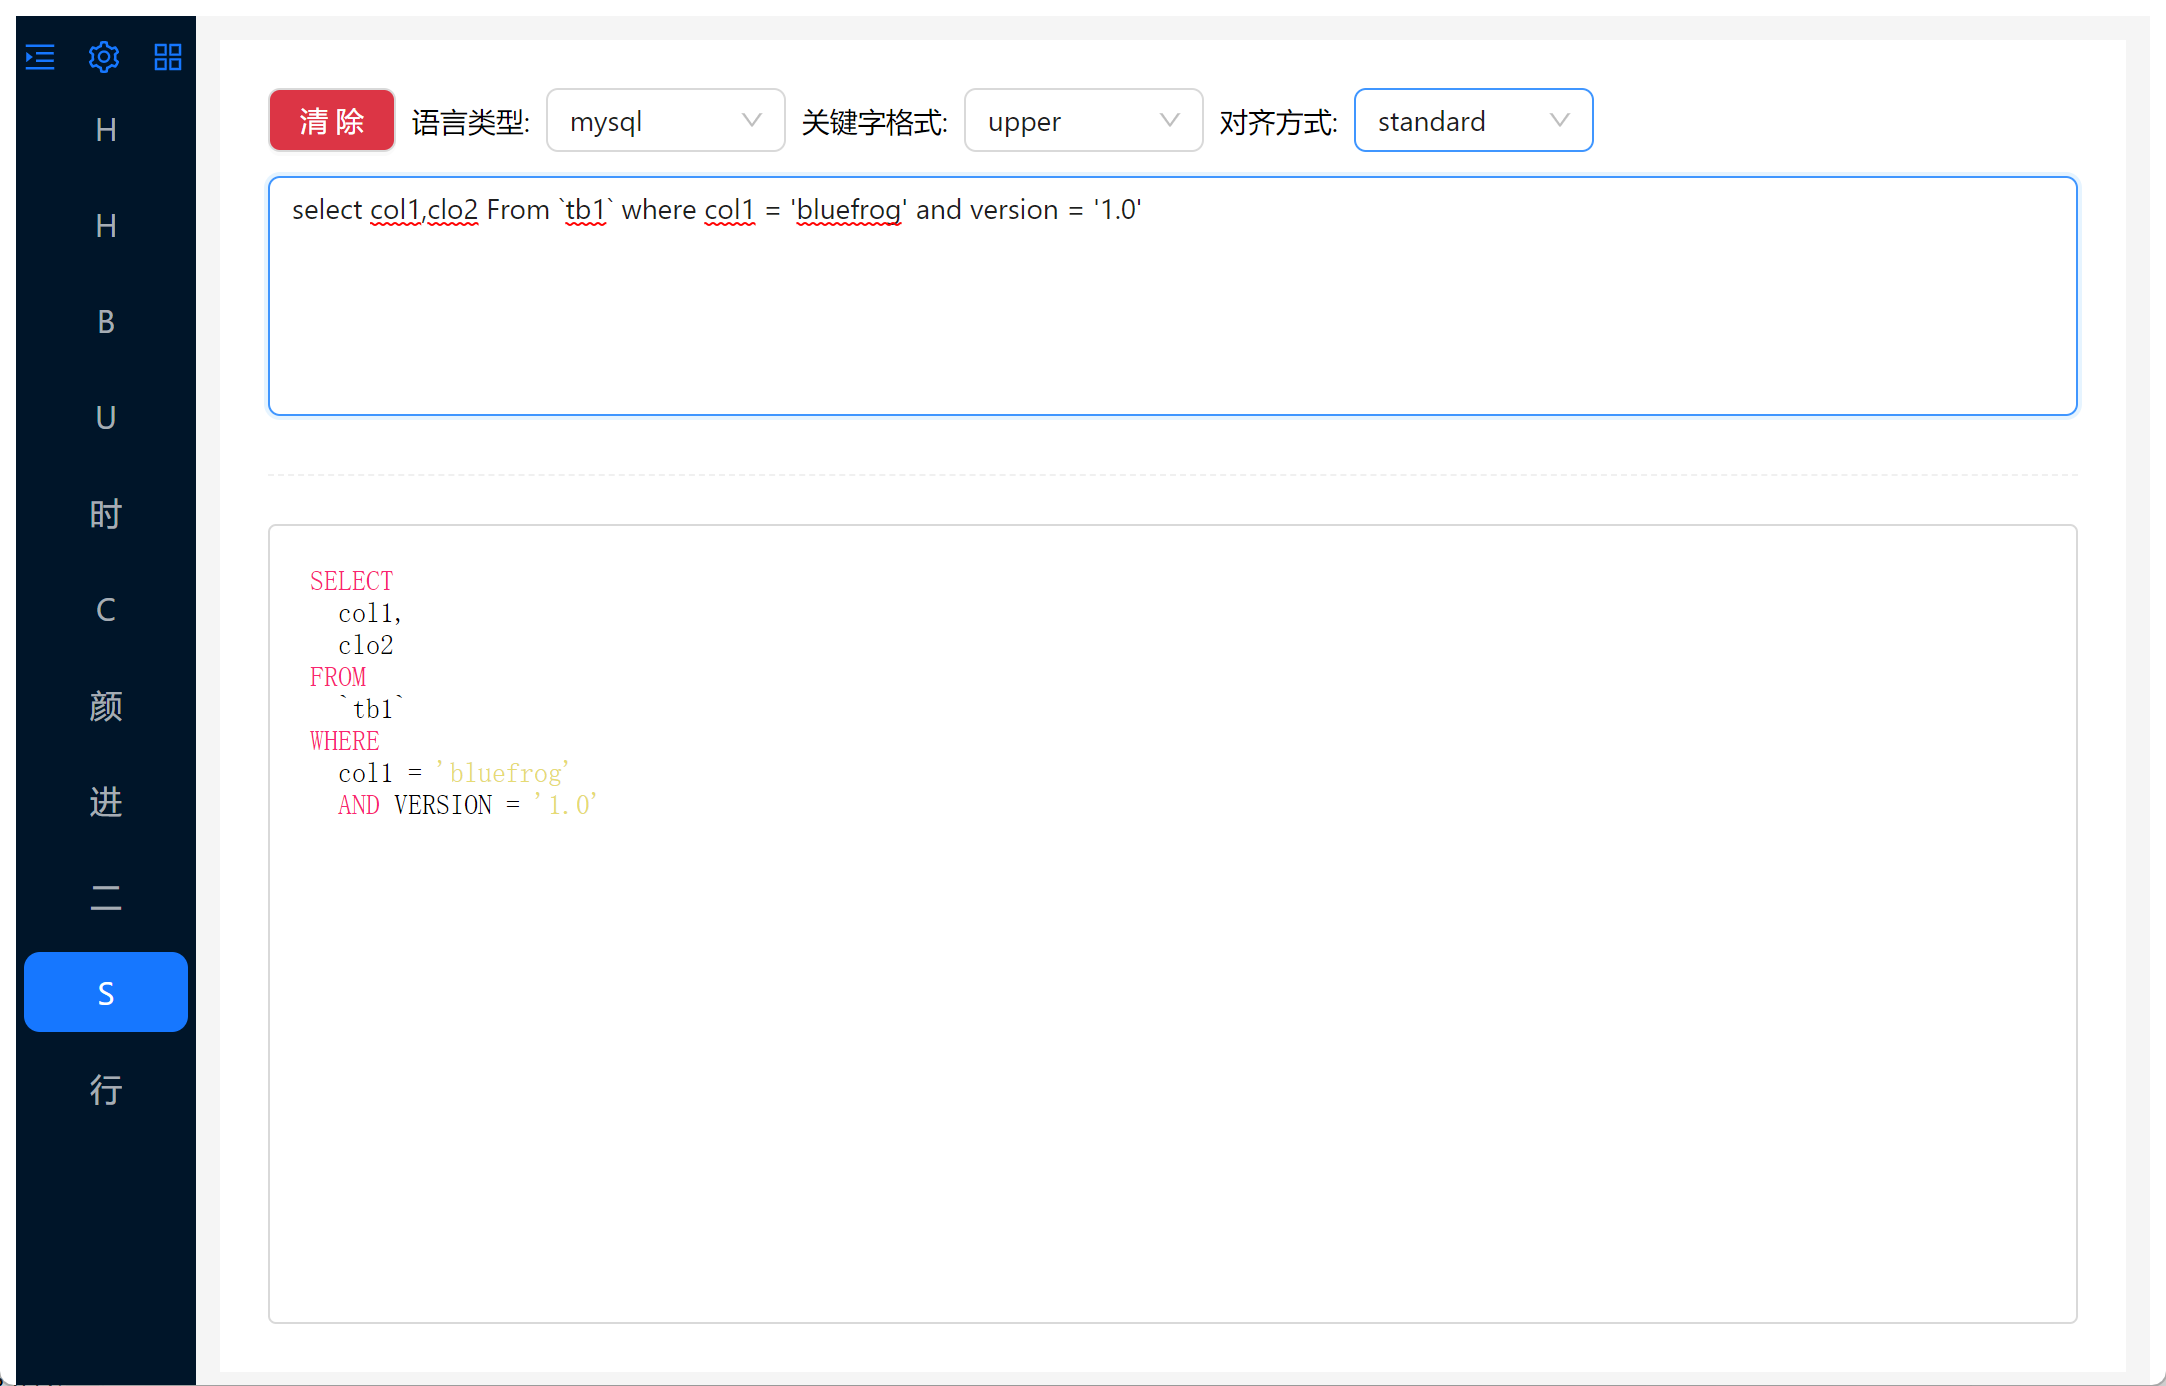 H
H
B
U
时
C
颜
进
二
S
行
清 除 语言类型: mysql 关键字格式: upper 对齐方式: standard
select col1,clo2 From `tb1` where col1 = 'bluefrog' and version = '1.0'
SELECT
  col1,
  clo2
FROM
  `tb1`
WHERE
  col1 = 'bluefrog'
  AND VERSION = '1.0'